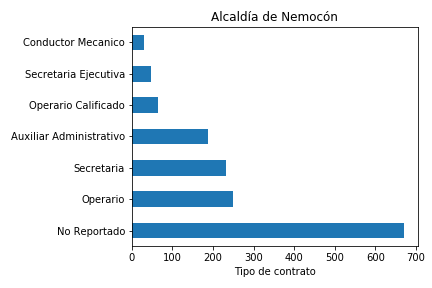 Alcaldía de Nemocón
Conductor Mecanico
Secretaria Ejecutiva
Operario Calificado
Auxiliar Administrativo
Secretaria
Operario
No Reportado
0 100 200 300 400 500 600 700
Tipo de contrato